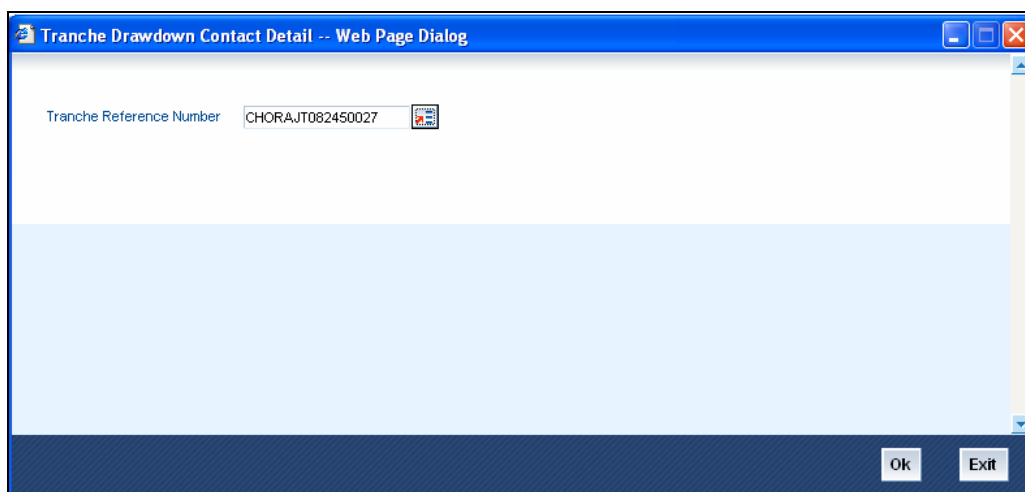 Tranche Drawdown Contact Detail -- Web Page Dialog
Tranche Reference Number CHORAJT082450027
Ok Exit